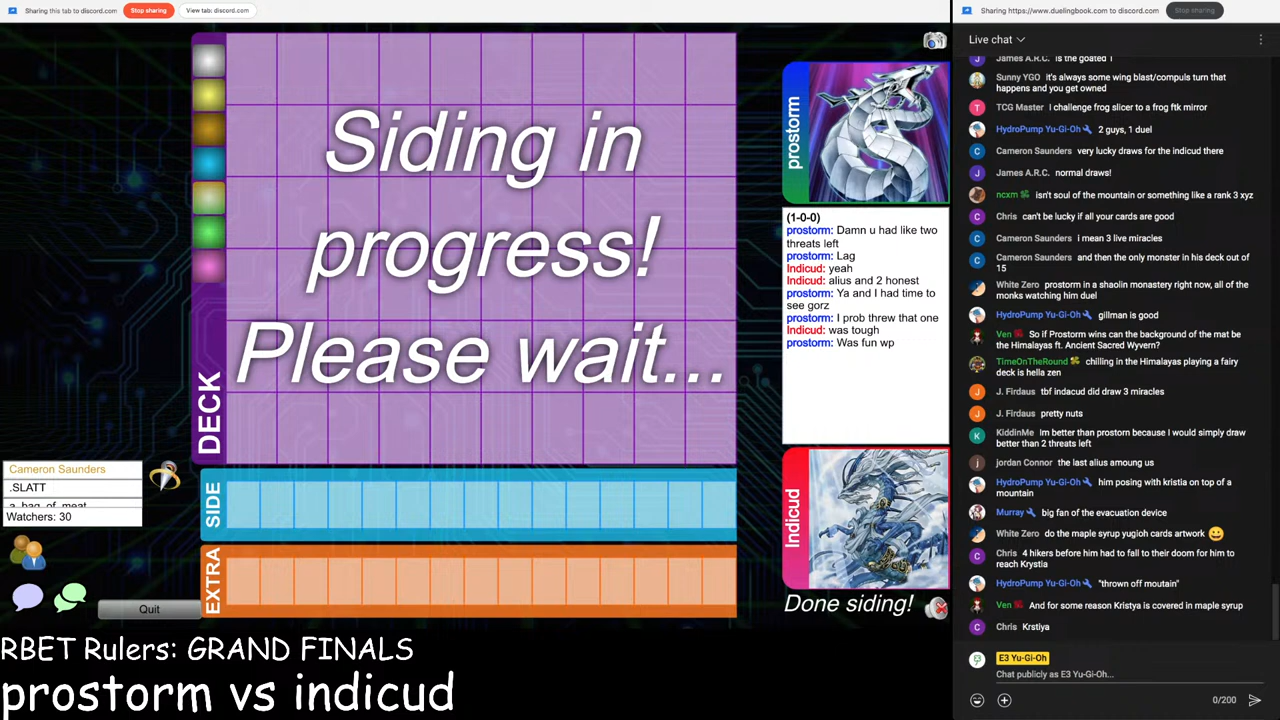 Sharing this tab to discord.com
Stop sharing
View tab: discord.com
Sharing https://www.duelingbook.com to discord.com
Stop sharing
Siding in
progress!
Please wait...
DECK
SIDE
EXTRA
prostorm
(1-0-0)
prostorm: Damn u had like two
threats left
prostorm: Lag
Indicud: yeah
Indicud: alius and 2 honest
prostorm: Ya and I had time to
see gorz
prostorm: I prob threw that one
Indicud: was tough
prostorm: Was fun wp
Indicud
Done siding!
Cameron Saunders
.SLATT
a_bag_of_meat
Watchers: 30
Quit
RBET Rulers: GRAND FINALS
prostorm vs indicud
Live chat
James A.R.C. is the goated 1
Sunny YGO it's always some wing blast/compuls turn that
happens and you get owned
TCG Master I challenge frog slicer to a frog ftk mirror
HydroPump Yu-Gi-Oh 2 guys, 1 duel
Cameron Saunders very lucky draws for the indicud there
James A.R.C. normal draws!
ncxm isn't soul of the mountain or something like a rank 3 xyz
Chris can't be lucky if all your cards are good
Cameron Saunders i mean 3 live miracles
Cameron Saunders and then the only monster in his deck out of
15
White Zero prostorm in a shaolin monastery right now, all of the
monks watching him duel
HydroPump Yu-Gi-Oh gillman is good
Ven So if Prostorm wins can the background of the mat be
the Himalayas ft. Ancient Sacred Wyvern?
TimeOnTheRound chilling in the Himalayas playing a fairy
deck is hella zen
J. Firdaus tbf indacud did draw 3 miracles
J. Firdaus pretty nuts
KiddinMe Im better than prostorn because I would simply draw
better than 2 threats left
jordan Connor the last alius amoung us
HydroPump Yu-Gi-Oh him posing with kristia on top of a
mountain
Murray big fan of the evacuation device
White Zero do the maple syrup yugioh cards artwork
Chris 4 hikers before him had to fall to their doom for him to
reach Krystia
HydroPump Yu-Gi-Oh "thrown off moutain"
Ven And for some reason Kristya is covered in maple syrup
Chris Krstiya
E3 Yu-Gi-Oh
Chat publicly as E3 Yu-Gi-Oh...
0/200